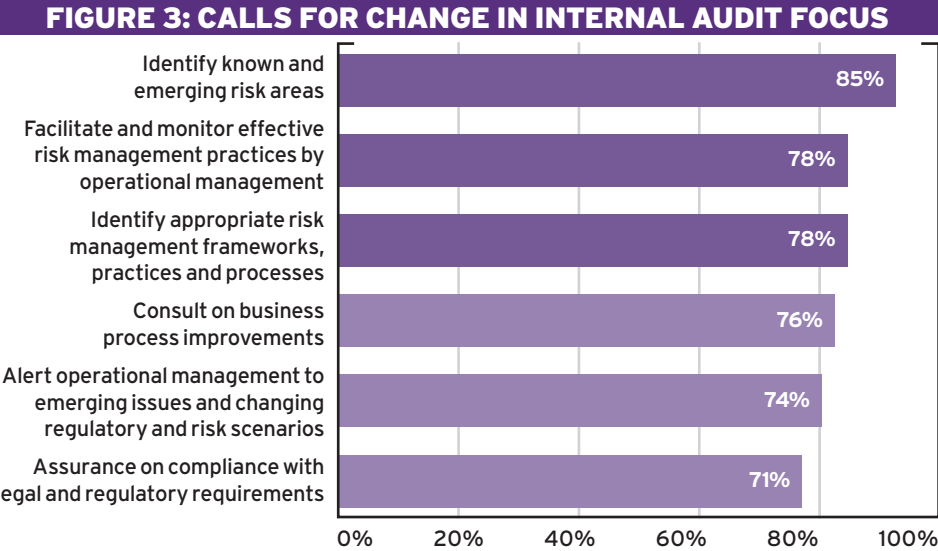 FIGURE 3: CALLS FOR CHANGE IN INTERNAL AUDIT FOCUS
Identify known and
emerging risk areas
85%
Facilitate and monitor effective
risk management practices by
operational management
78%
Identify appropriate risk
management frameworks,
practices and processes
78%
Consult on business
process improvements
76%
Alert operational management to
emerging issues and changing
regulatory and risk scenarios
74%
Assurance on compliance with
egal and regulatory requirements
71%
0% 20% 40% 60% 80% 100%